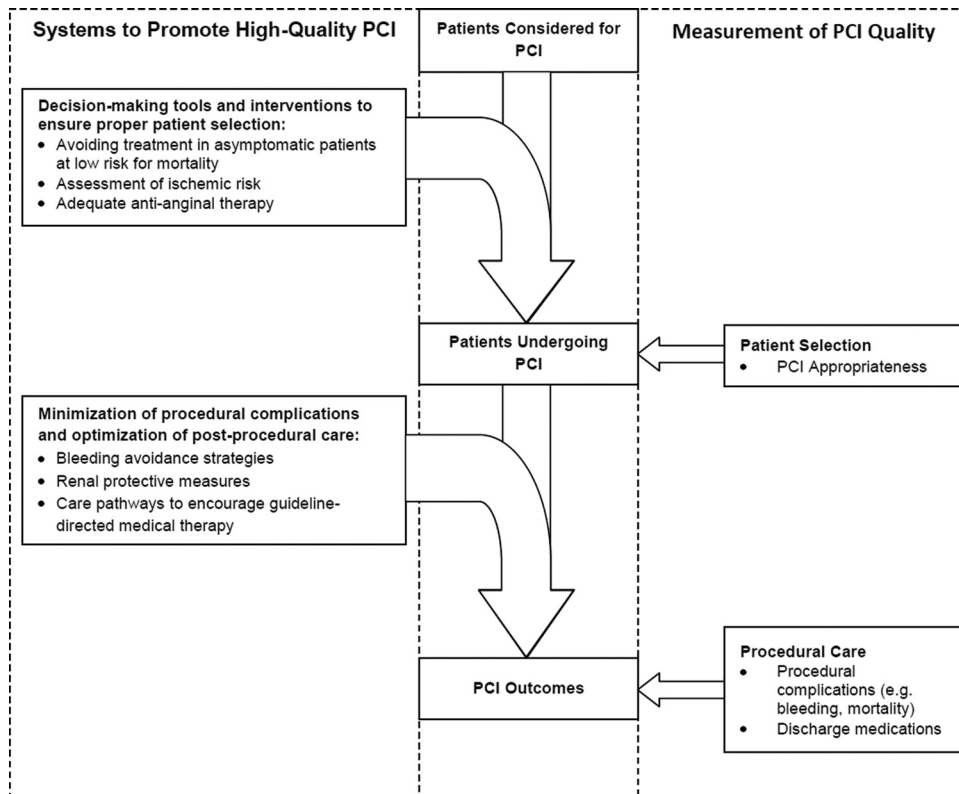 Systems to Promote High-Quality PCI
Patients Considered for
PCI
Measurement of PCI Quality
Decision-making tools and interventions to
ensure proper patient selection:
• Avoiding treatment in asymptomatic patients
at low risk for mortality
• Assessment of ischemic risk
• Adequate anti-anginal therapy
Patients Undergoing
PCI
Patient Selection
• PCI Appropriateness
Minimization of procedural complications
and optimization of post-procedural care:
• Bleeding avoidance strategies
• Renal protective measures
• Care pathways to encourage guideline-
directed medical therapy
PCI Outcomes
Procedural Care
• Procedural
complications (e.g.
bleeding, mortality)
• Discharge medications